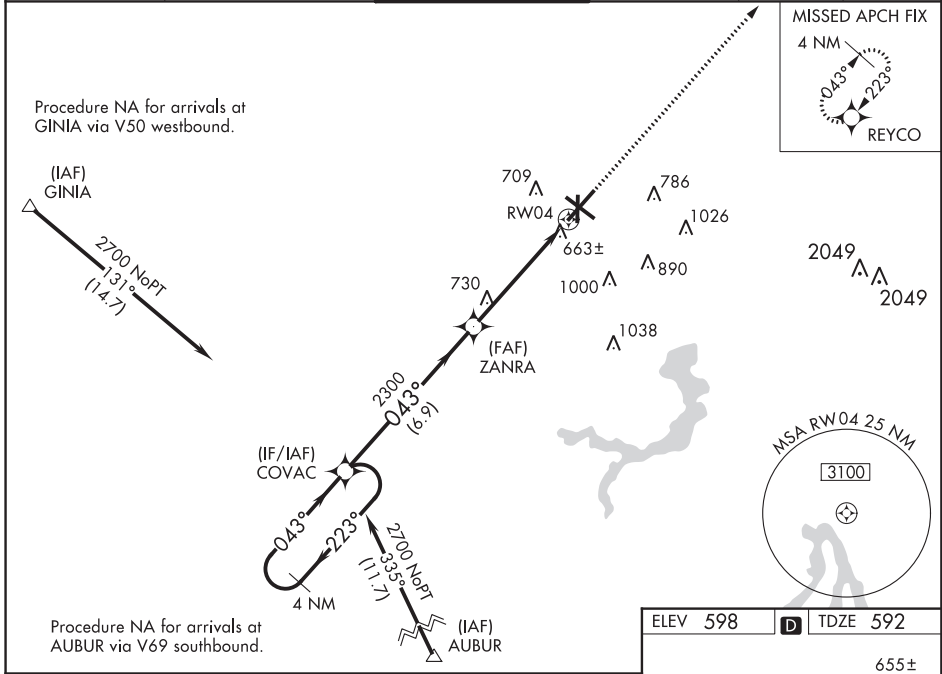 MISSED APCH FIX
4 NM
043°
223°
REYCO
Procedure NA for arrivals at
GINIA via V50 westbound.
(IAF)
GINIA
2700 NoPT
131°
(14.7)
709
RW04
663±
786
1026
890
1000
2049
2049
730
1038
(FAF)
ZANRA
2300
043°
(6.9)
(IF/IAF)
COVAC
043°
223°
4 NM
2700 NoPT
335°
(11.7)
(IAF)
AUBUR
Procedure NA for arrivals at
AUBUR via V69 southbound.
MSA RW04 25 NM
3100
ELEV 598
D
TDZE 592
655±